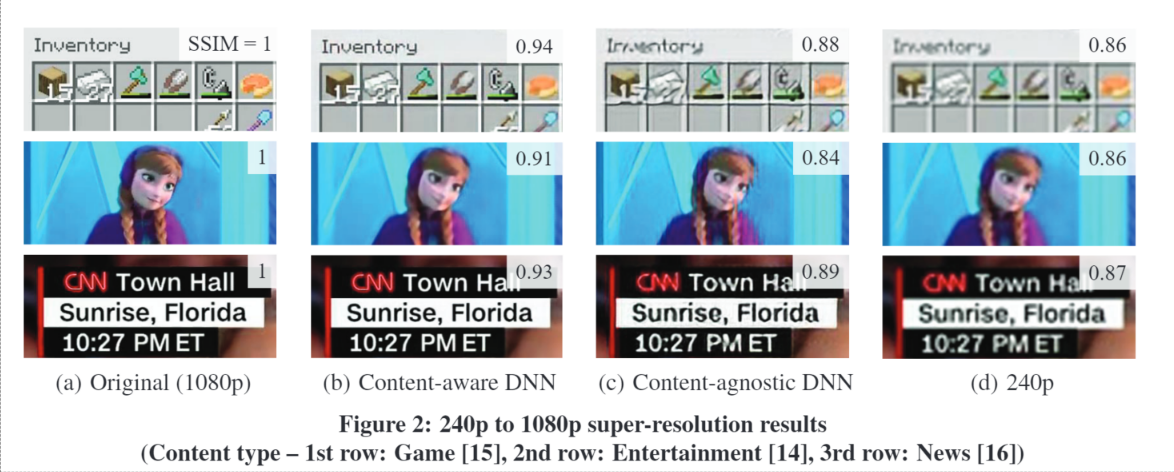 Inventory SSIM = 1
15 27
Inventory 0.94
15 27
Inventory 0.88
15 27
Inventory 0.86
15 27
1
0.91
0.84
0.86
CNN Town Hall 1
Sunrise, Florida
10:27 PM ET
CNN Town Hall 0.93
Sunrise, Florida
10:27 PM ET
CNN Town Hall 0.89
Sunrise, Florida
10:27 PM ET
CNN Town Hall 0.87
Sunrise, Florida
10:27 PM ET
(a) Original (1080p)
(b) Content-aware DNN
(c) Content-agnostic DNN
(d) 240p
Figure 2: 240p to 1080p super-resolution results
(Content type – 1st row: Game [15], 2nd row: Entertainment [14], 3rd row: News [16])